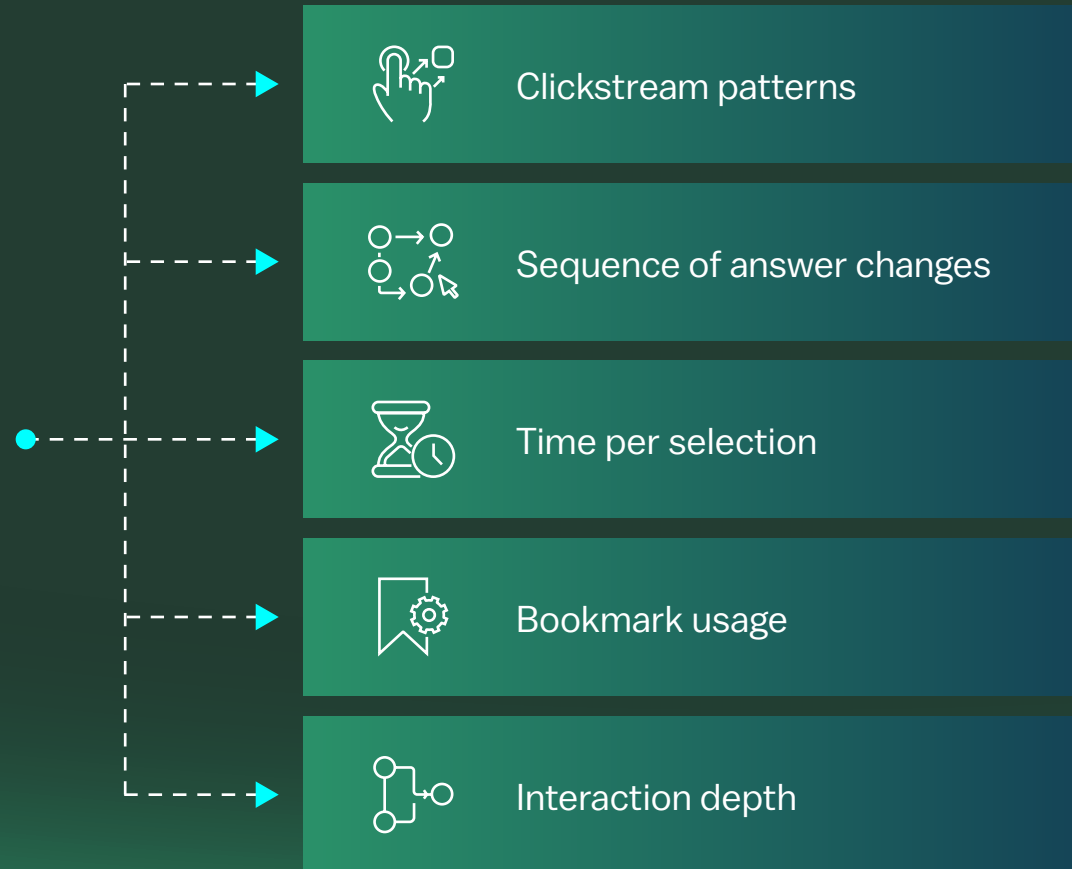 Clickstream patterns
Sequence of answer changes
Time per selection
Bookmark usage
Interaction depth